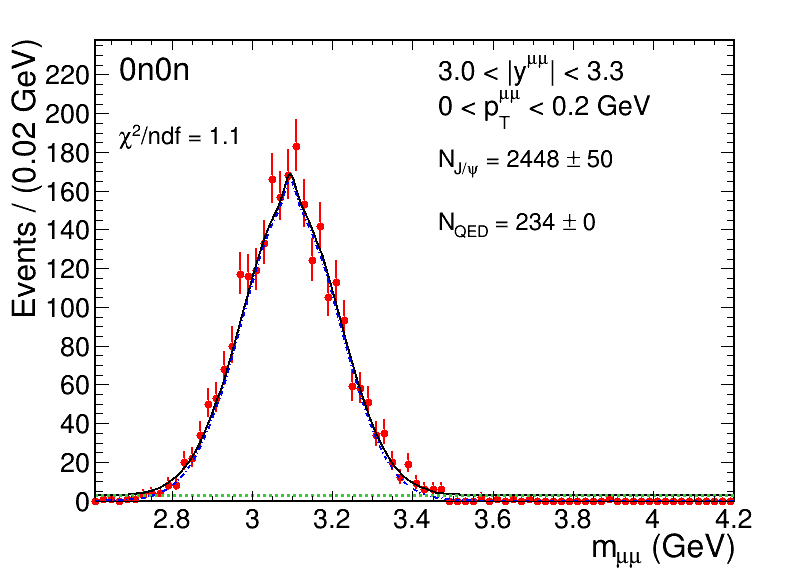 0n0n
3.0 < |y^μμ| < 3.3
0 < p_T^μμ < 0.2 GeV
χ²/ndf = 1.1
N_J/ψ = 2448 ± 50
N_QED = 234 ± 0
Events / (0.02 GeV)
220
200
180
160
140
120
100
80
60
40
20
0
2.8 3 3.2 3.4 3.6 3.8 4 4.2
m_μμ (GeV)